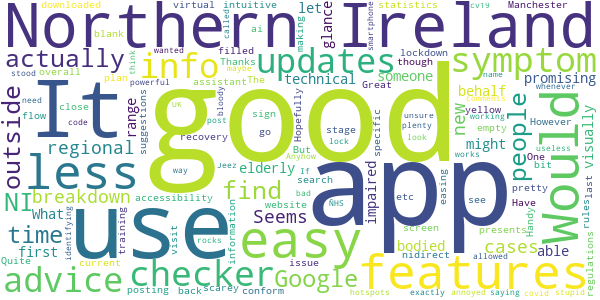 downloaded virtual intuitive statistics cv19 Manchester
Northern Ireland
called ai blank making let glance smartphone
actually info updates symptom
wanted though lockdown
overall filled Thanks technical someone behalf promising
think maybe plan assistant The Great
stood need powerful close
outside It good app Would people
flow code suggestions sign stage specific yellow new name whenever
range post go unsure plenty look empty working comments
regional less recovery Hopefully However might
UK bloody But One useless bit works visually
NI use find elderly impaired
breakdown way Jeez Anyhow If search bad etc easing see pretty Have last rules
What accessibility Seems website bodied able
time training visit information easy screen cases Handy
first identifying rocks issue nidirect presents allowed regulations
advice checker Google features
Quite current scarey NHS
posting back conform hotspots exactly annoyed saying covid stupid